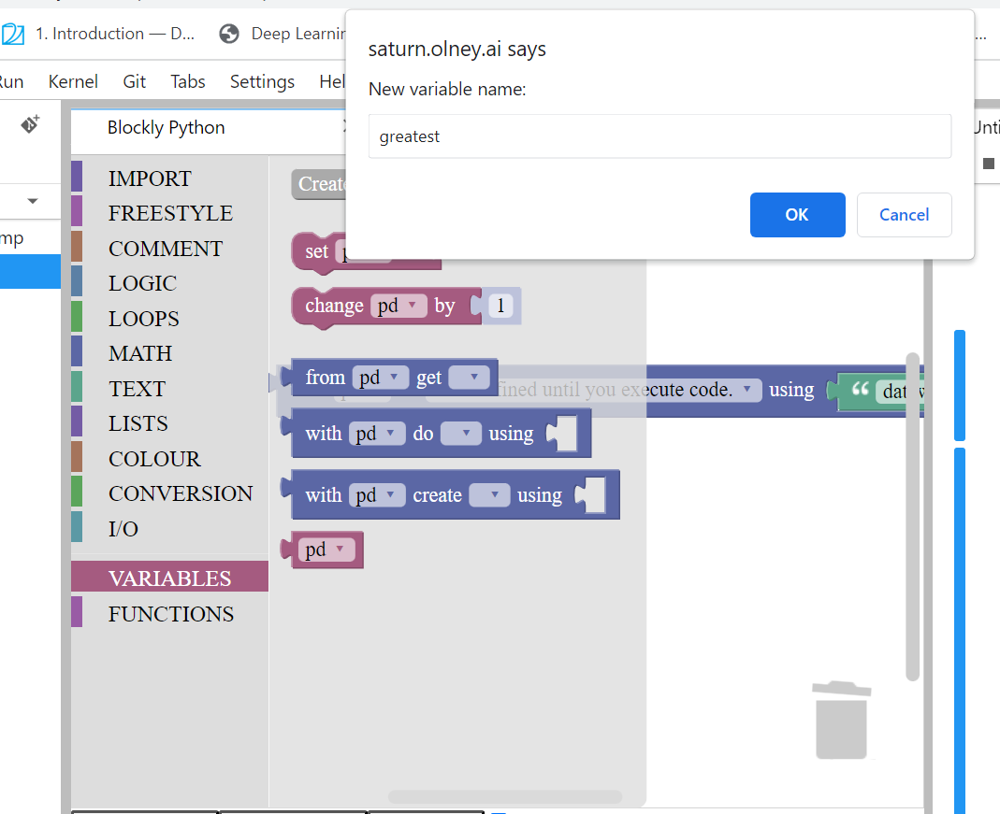 1. Introduction — D...
Deep Learnin
saturn.olney.ai says
New variable name:
greatest
OK
Cancel
Run Kernel Git Tabs Settings Hel
Blockly Python
mp
IMPORT
FREESTYLE
COMMENT
LOGIC
LOOPS
MATH
TEXT
LISTS
COLOUR
CONVERSION
I/O
VARIABLES
FUNCTIONS
Create
set
change pd by 1
from pd get
fined until you execute code. using “ dat
with pd do using
with pd create using
pd
Unti